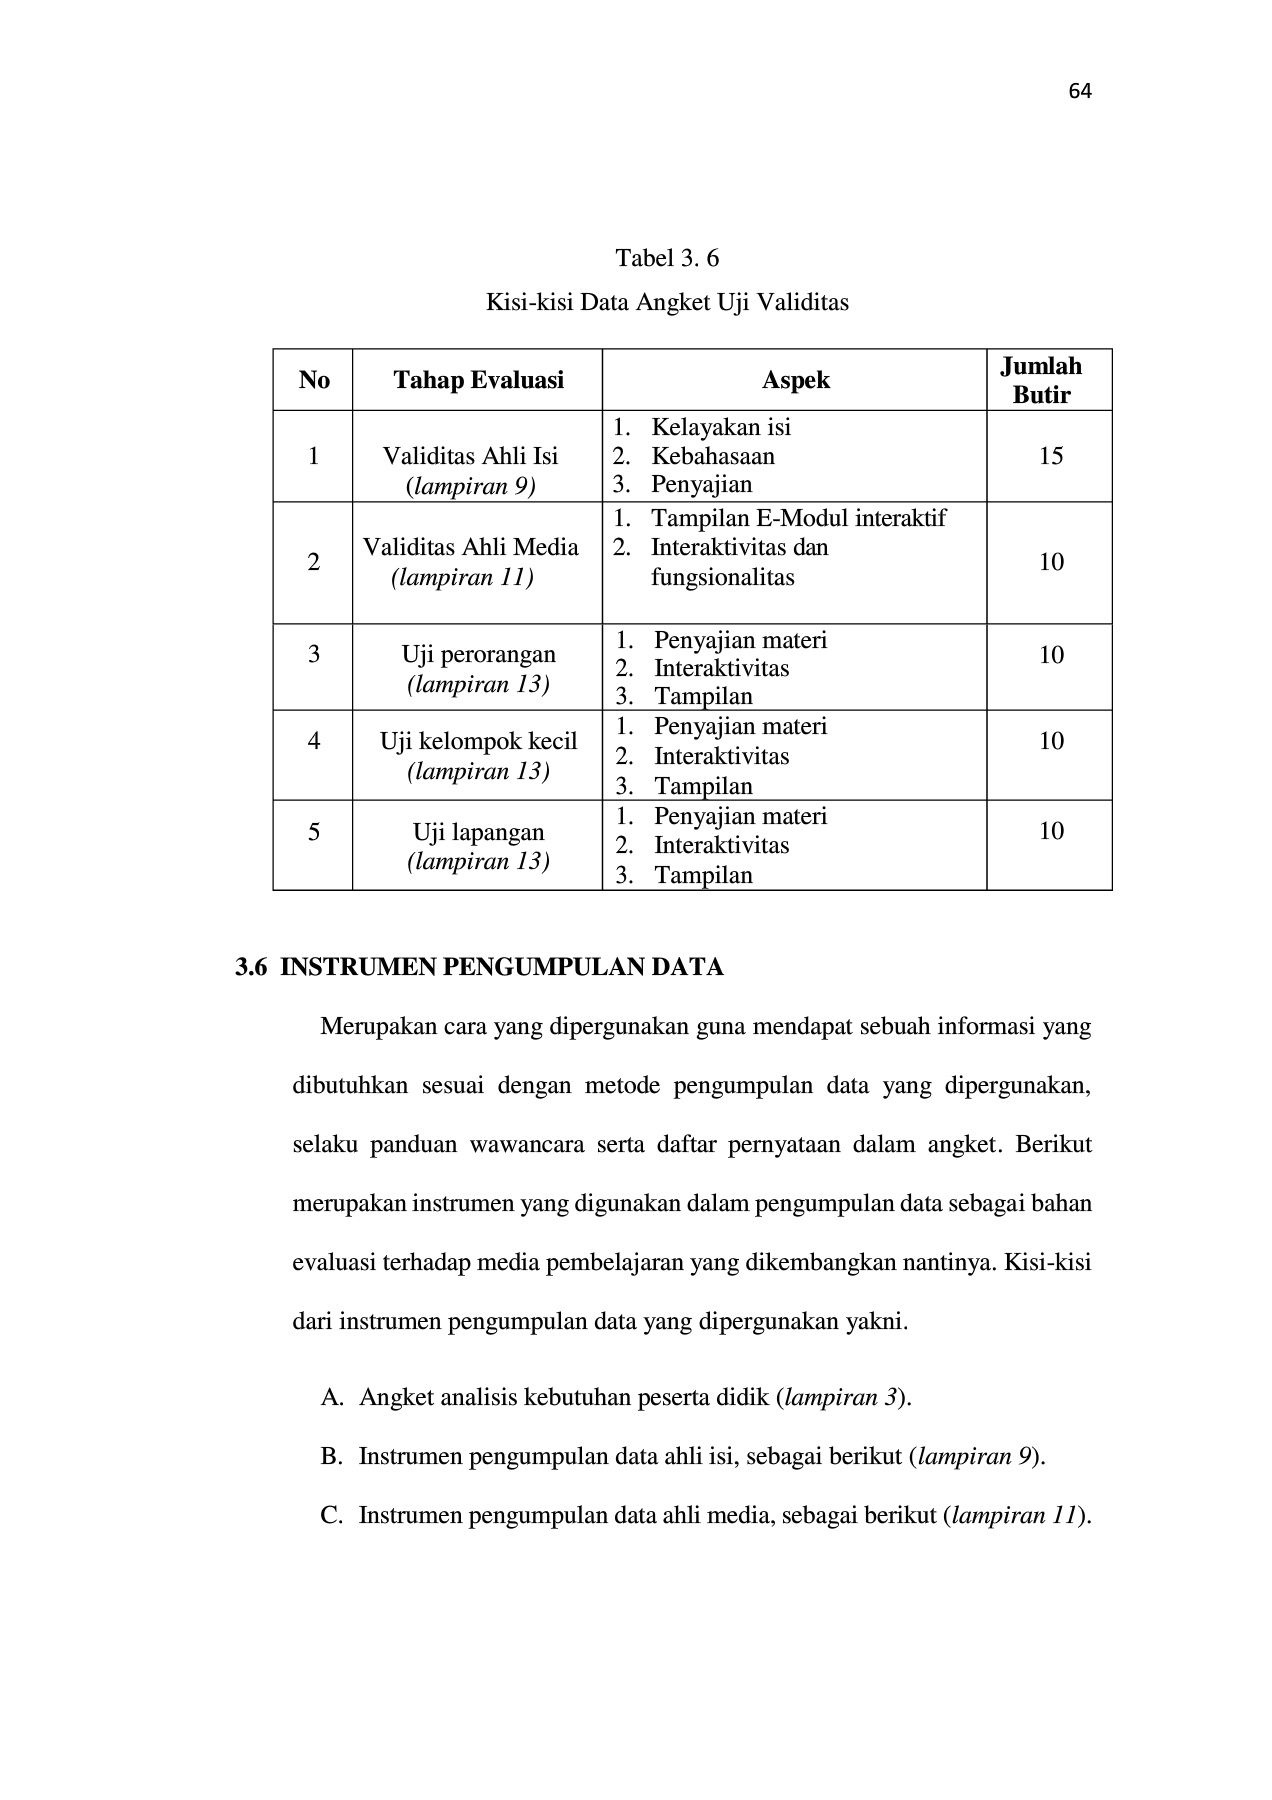 64
Tabel 3. 6
Kisi-kisi Data Angket Uji Validitas
No Tahap Evaluasi Aspek Jumlah Butir
1
Validitas Ahli Isi
(lampiran 9)
1. Kelayakan isi
2. Kebahasaan
3. Penyajian
15
2
Validitas Ahli Media
(lampiran 11)
1. Tampilan E-Modul interaktif
2. Interaktivitas dan
fungsionalitas
10
3
Uji perorangan
(lampiran 13)
1. Penyajian materi
2. Interaktivitas
3. Tampilan
10
4
Uji kelompok kecil
(lampiran 13)
1. Penyajian materi
2. Interaktivitas
3. Tampilan
10
5
Uji lapangan
(lampiran 13)
1. Penyajian materi
2. Interaktivitas
3. Tampilan
10
3.6 INSTRUMEN PENGUMPULAN DATA
Merupakan cara yang dipergunakan guna mendapat sebuah informasi yang
dibutuhkan sesuai dengan metode pengumpulan data yang dipergunakan,
selaku panduan wawancara serta daftar pernyataan dalam angket. Berikut
merupakan instrumen yang digunakan dalam pengumpulan data sebagai bahan
evaluasi terhadap media pembelajaran yang dikembangkan nantinya. Kisi-kisi
dari instrumen pengumpulan data yang dipergunakan yakni.
A. Angket analisis kebutuhan peserta didik (lampiran 3).
B. Instrumen pengumpulan data ahli isi, sebagai berikut (lampiran 9).
C. Instrumen pengumpulan data ahli media, sebagai berikut (lampiran 11).